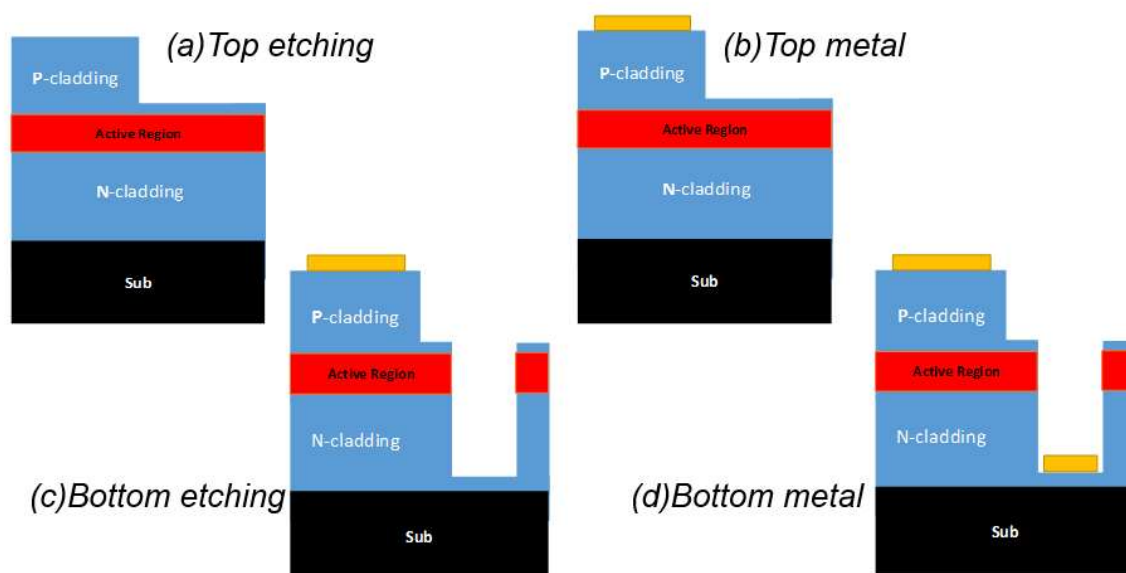 (a)Top etching
P-cladding
Active Region
N-cladding
Sub
(b)Top metal
P-cladding
Active Region
N-cladding
Sub
P-cladding
Active Region
N-cladding
(c)Bottom etching
Sub
P-cladding
Active Region
N-cladding
(d)Bottom metal
Sub